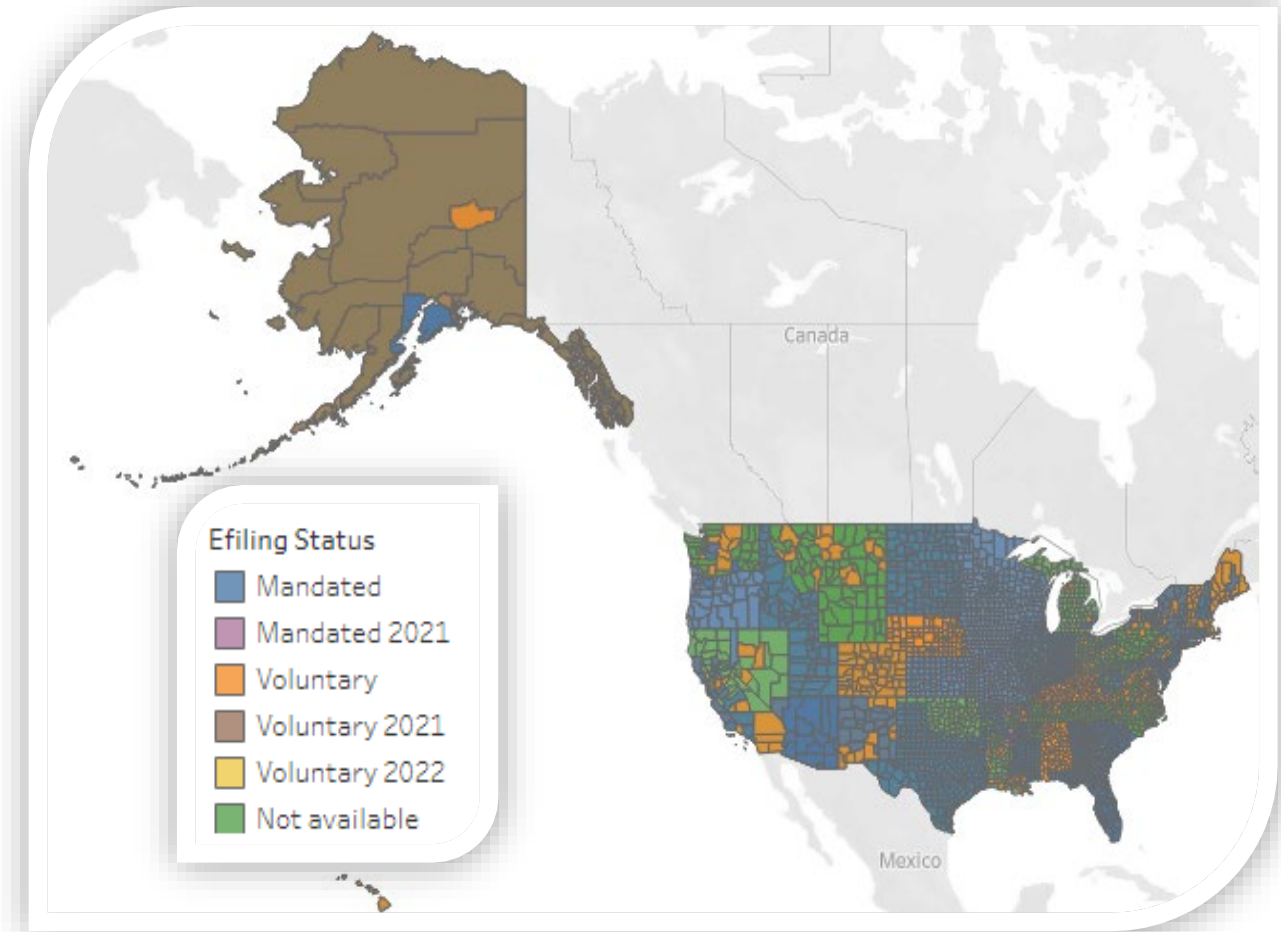 Canada
Efiling Status
Mandated
Mandated 2021
Voluntary
Voluntary 2021
Voluntary 2022
Not available
Mexico